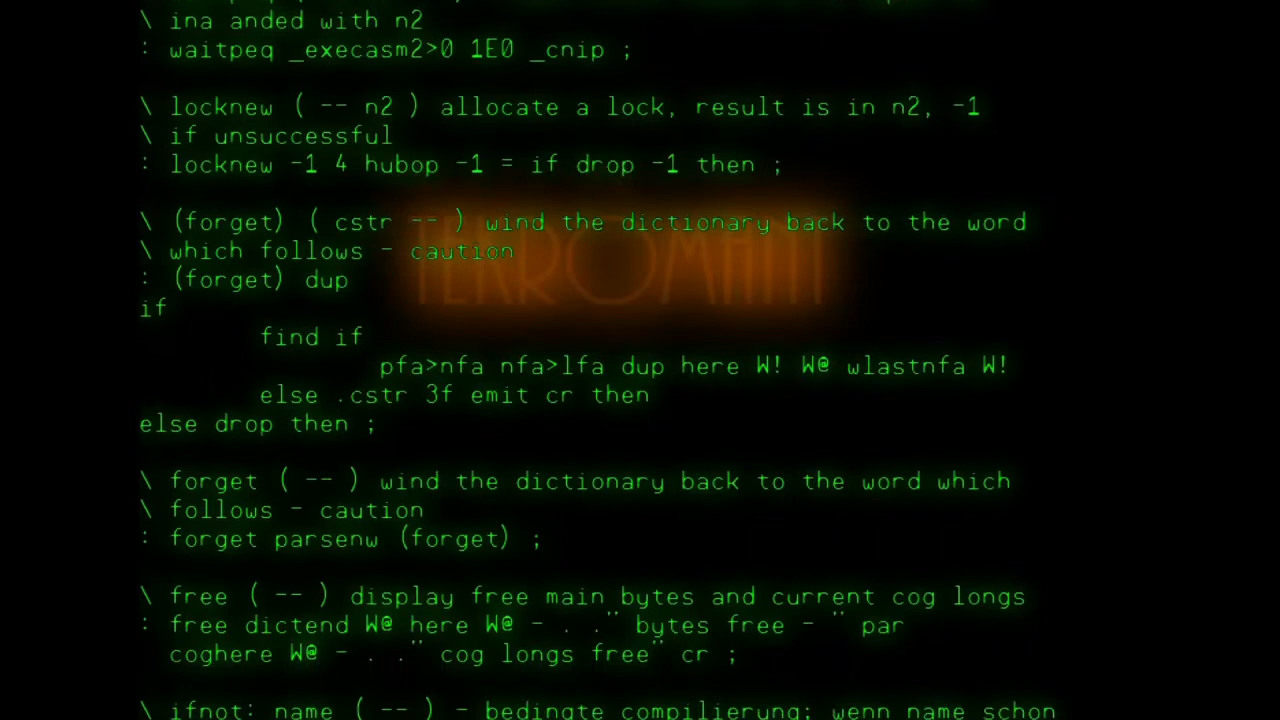 \ ina anded with n2
: waitpeq _execasm2>0 1E0 _cnip ;
\ locknew ( -- n2 ) allocate a lock, result is in n2, -1
\ if unsuccessful
: locknew -1 4 hubop -1 = if drop -1 then ;
\ (forget) ( cstr -- ) wind the dictionary back to the word
\ which follows - caution
: (forget) dup
if
find if
pfa>nfa nfa>lfa dup here W! W@ wlastnfa W!
else .cstr 3f emit cr then
else drop then ;
\ forget ( -- ) wind the dictionary back to the word which
\ follows - caution
: forget parsenw (forget) ;
\ free ( -- ) display free main bytes and current cog longs
: free dictend W@ here W@ - . ." bytes free - " par
coghere W@ - . ." cog longs free" cr ;
\ ifnot: name ( -- ) - bedingte compilierung; wenn name schon